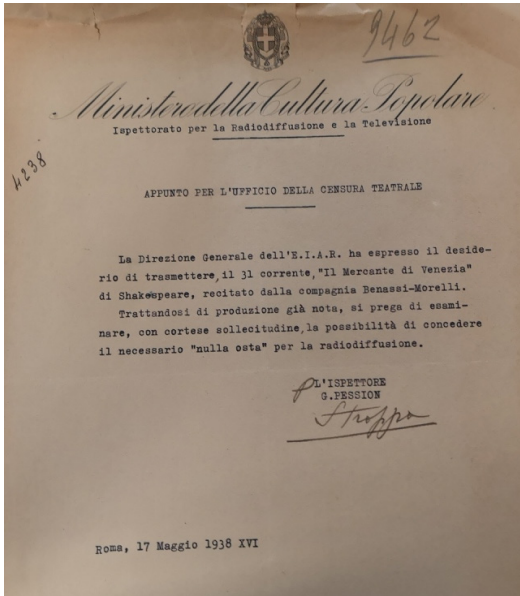 9462
Ministero della Cultura Popolare
Ispettorato per la Radiodiffusione e la Televisione
4238
APPUNTO PER L'UFFICIO DELLA CENSURA TEATRALE
La Direzione Generale dell'E.I.A.R. ha espresso il deside-
rio di trasmettere, il 31 corrente, "Il Mercante di Venezia"
di Shakespeare, recitato dalla compagnia Benassi-Morelli.
Trattandosi di produzione già nota, si prega di esami-
nare, con cortese sollecitudine, la possibilità di concedere
il necessario "nulla osta" per la radiodiffusione.
p L'ISPETTORE
G.PESSION
Stroppa
Roma, 17 Maggio 1938 XVI